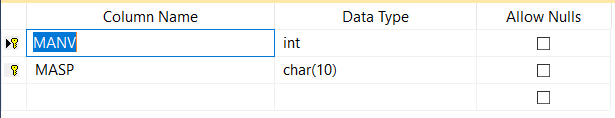 Column Name Data Type Allow Nulls
MANV int
MASP char(10)